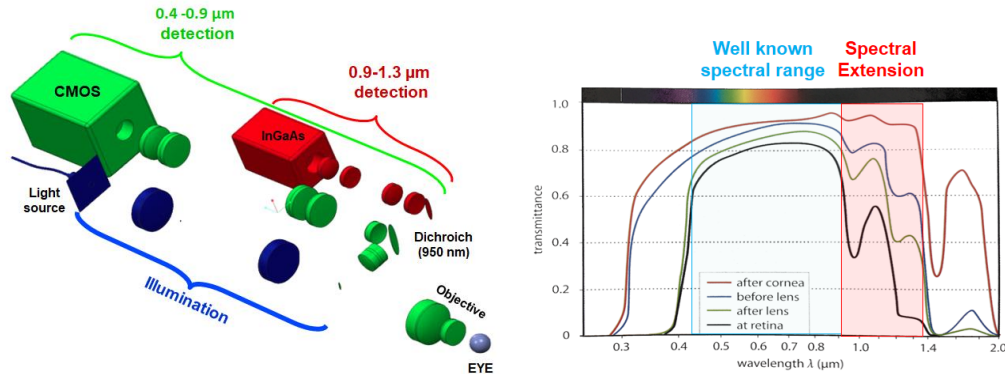 0.4 -0.9 µm
detection
CMOS
0.9-1.3 µm
detection
InGaAs
Light
source
Dichroich
(950 nm)
Illumination
Objective
EYE
Well known
spectral range
Spectral
Extension
1.0
0.8
0.6
0.4
0.2
0
transmittance
after cornea
before lens
after lens
at retina
0.3 0.4 0.5 0.6 0.7 0.8 1.0 1.4 2.0
wavelength λ (µm)